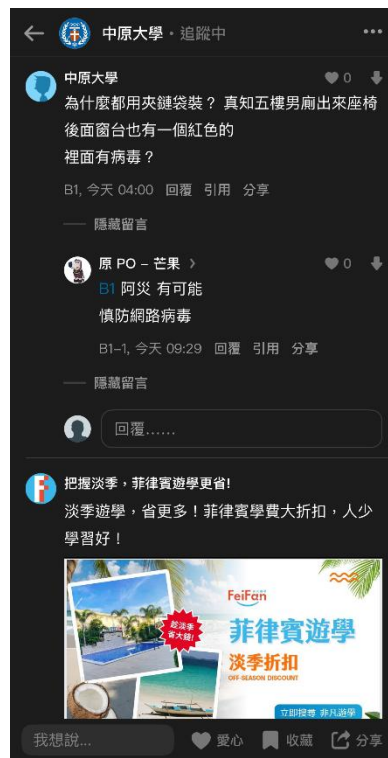 中原大學・追蹤中
中原大學
0
為什麼都用夾鏈袋裝？ 真知五樓男廁出來座椅
後面窗台也有一個紅色的
裡面有病毒？
B1, 今天 04:00 回覆 引用 分享
隱藏留言
原 PO – 芒果
0
B1 阿災 有可能
慎防網路病毒
B1–1, 今天 09:29 回覆 引用 分享
隱藏留言
回覆……
把握淡季，菲律賓遊學更省!
淡季遊學，省更多！菲律賓學費大折扣，人少
學習好！
FeiFan
趁淡季
省大錢!
菲律賓遊學
淡季折扣
OFF-SEASON DISCOUNT
立即搜尋 非凡遊學
我想說...
愛心
收藏
分享